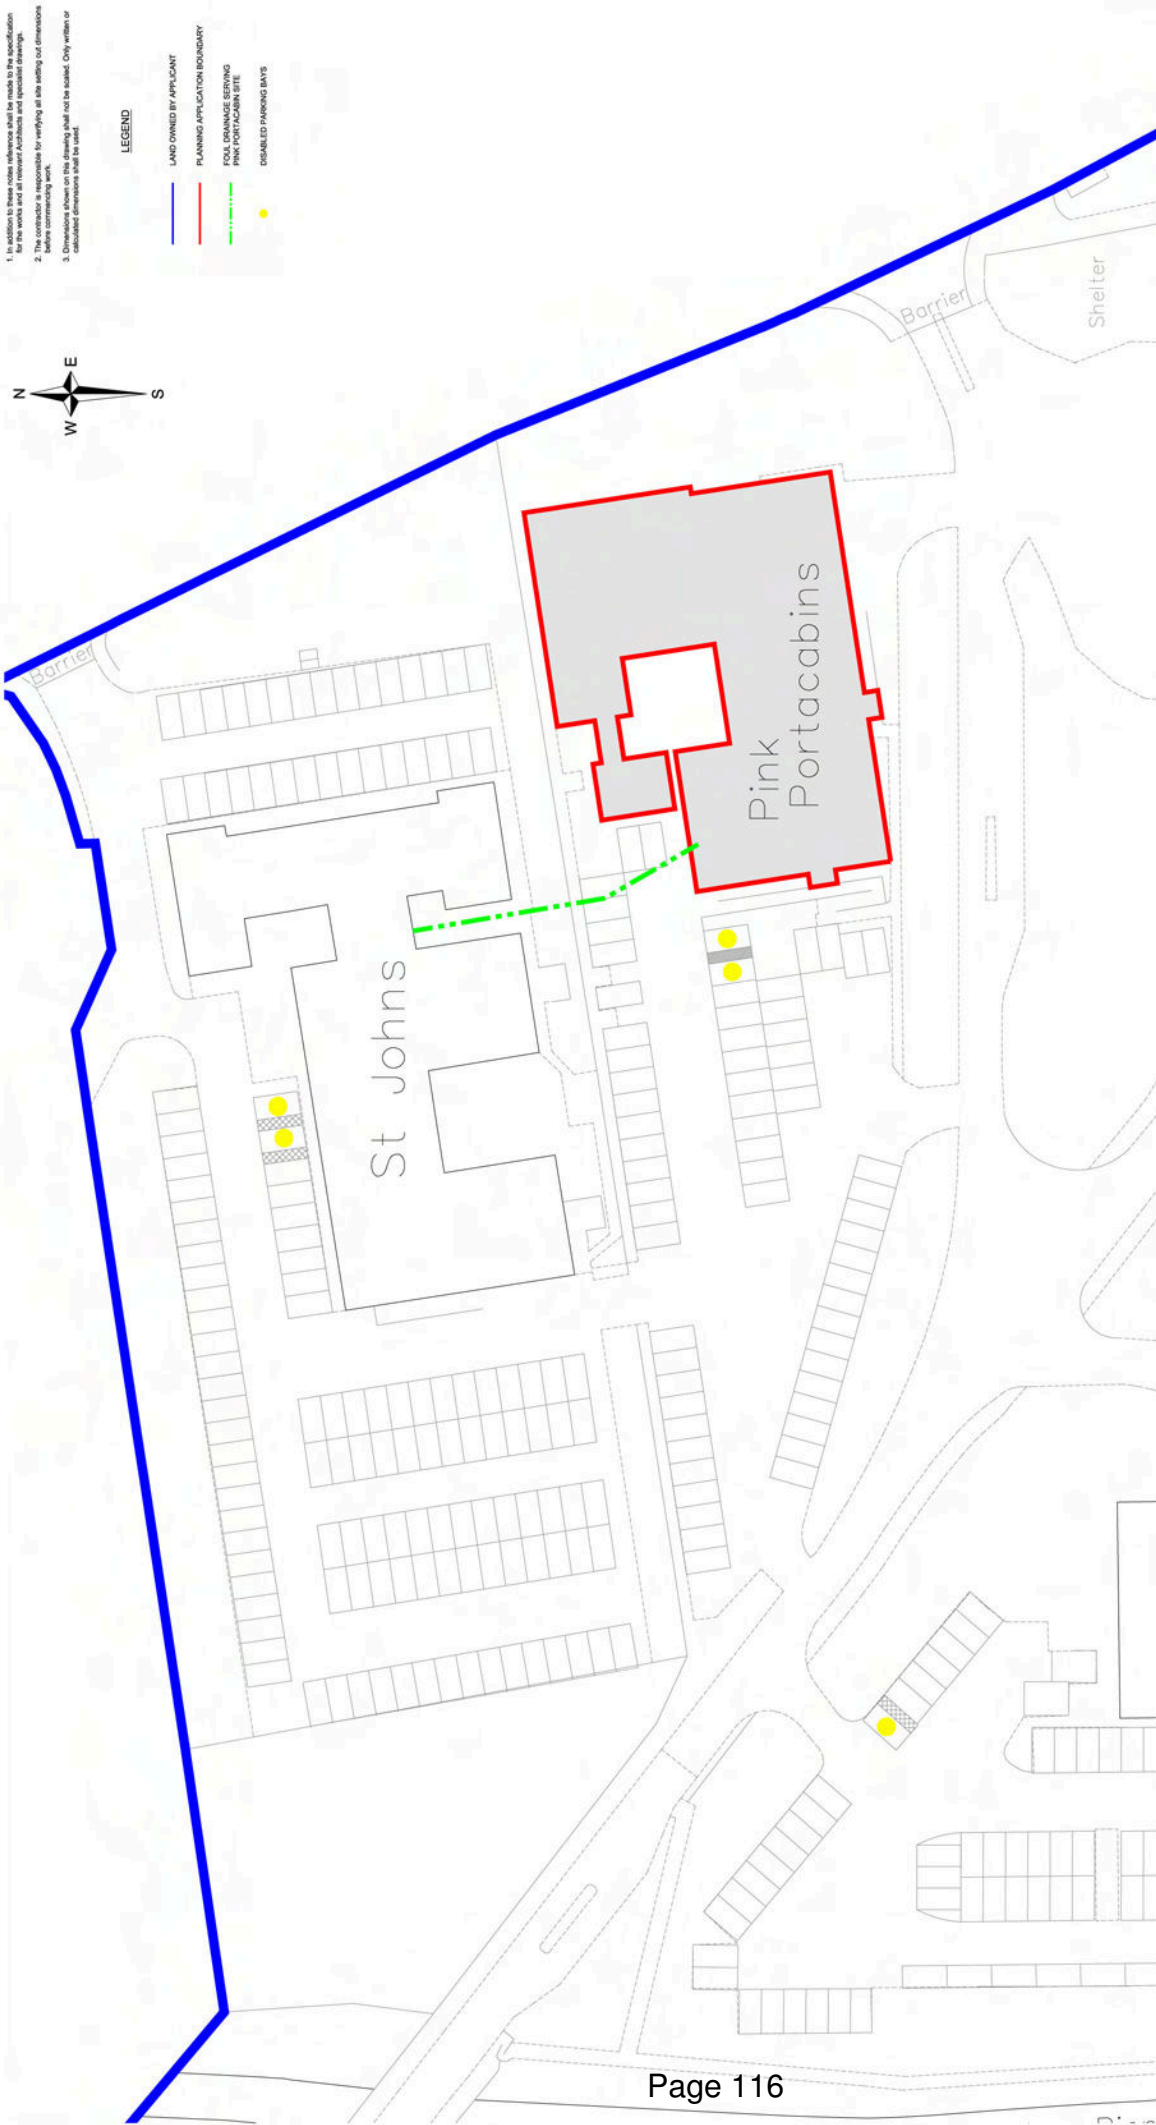 1. In addition to these notes reference shall be made to the specification
for the works and all relevant Architects and specialist drawings.
2. The contractor is responsible for verifying all site setting out dimensions
before commencing work.
3. Dimensions shown on this drawing shall not be scaled. Only written or
calculated dimensions shall be used.
LEGEND
LAND OWNED BY APPLICANT
PLANNING APPLICATION BOUNDARY
FOUL DRAINAGE SERVING
PINK PORTACABIN SITE
DISABLED PARKING BAYS
N
W
E
S
Barrier
Barrier
Shelter
Pink
Portacabins
St Johns
Page 116